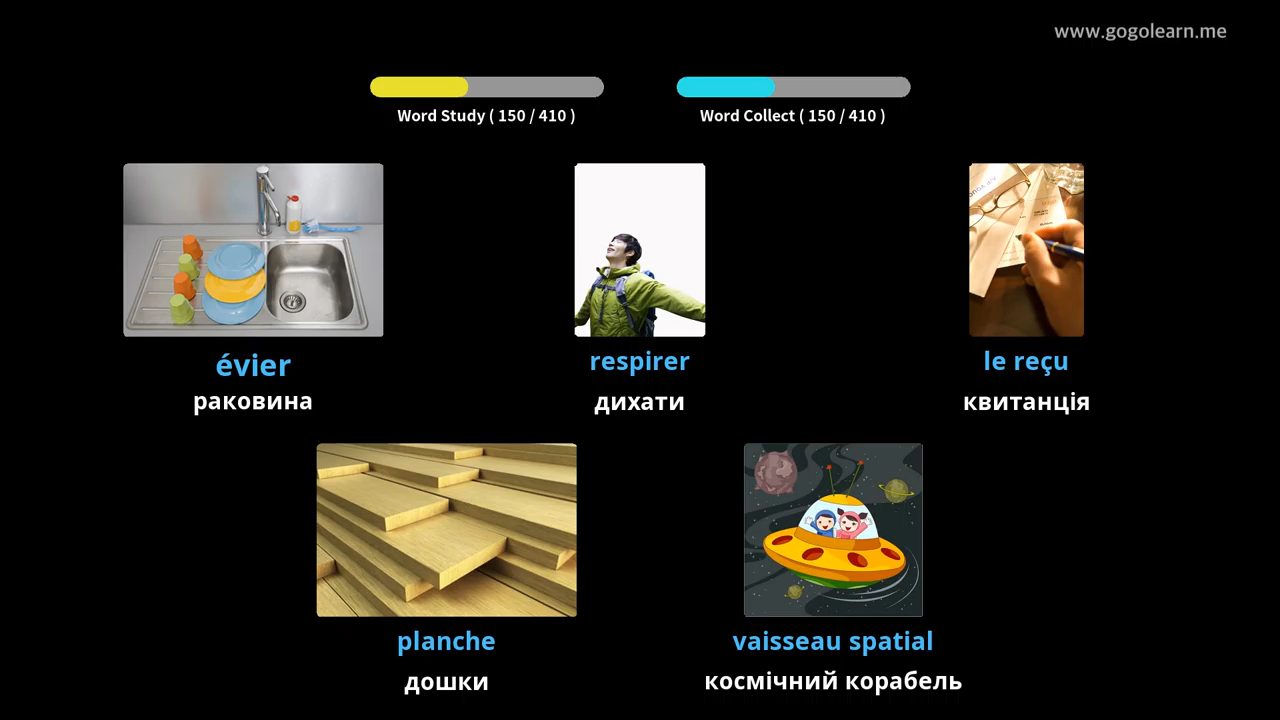 www.gogolearn.me
Word Study ( 150 / 410 )
Word Collect ( 150 / 410 )
évier
раковина
respirer
дихати
le reçu
квитанція
planche
дошки
vaisseau spatial
космічний корабель